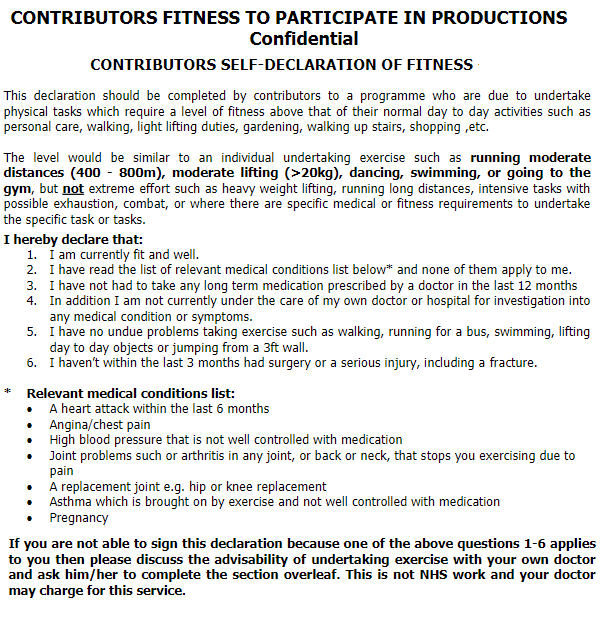 CONTRIBUTORS FITNESS TO PARTICIPATE IN PRODUCTIONS
Confidential
CONTRIBUTORS SELF-DECLARATION OF FITNESS
This declaration should be completed by contributors to a programme who are due to undertake
physical tasks which require a level of fitness above that of their normal day to day activities such as
personal care, walking, light lifting duties, gardening, walking up stairs, shopping ,etc.
The level would be similar to an individual undertaking exercise such as running moderate
distances (400 - 800m), moderate lifting (>20kg), dancing, swimming, or going to the
gym, but not extreme effort such as heavy weight lifting, running long distances, intensive tasks with
possible exhaustion, combat, or where there are specific medical or fitness requirements to undertake
the specific task or tasks.
I hereby declare that:
1. I am currently fit and well.
2. I have read the list of relevant medical conditions list below* and none of them apply to me.
3. I have not had to take any long term medication prescribed by a doctor in the last 12 months
4. In addition I am not currently under the care of my own doctor or hospital for investigation into
any medical condition or symptoms.
5. I have no undue problems taking exercise such as walking, running for a bus, swimming, lifting
day to day objects or jumping from a 3ft wall.
6. I haven't within the last 3 months had surgery or a serious injury, including a fracture.
* Relevant medical conditions list:
• A heart attack within the last 6 months
• Angina/chest pain
• High blood pressure that is not well controlled with medication
• Joint problems such or arthritis in any joint, or back or neck, that stops you exercising due to
pain
• A replacement joint e.g. hip or knee replacement
• Asthma which is brought on by exercise and not well controlled with medication
• Pregnancy
If you are not able to sign this declaration because one of the above questions 1-6 applies
to you then please discuss the advisability of undertaking exercise with your own doctor
and ask him/her to complete the section overleaf. This is not NHS work and your doctor
may charge for this service.